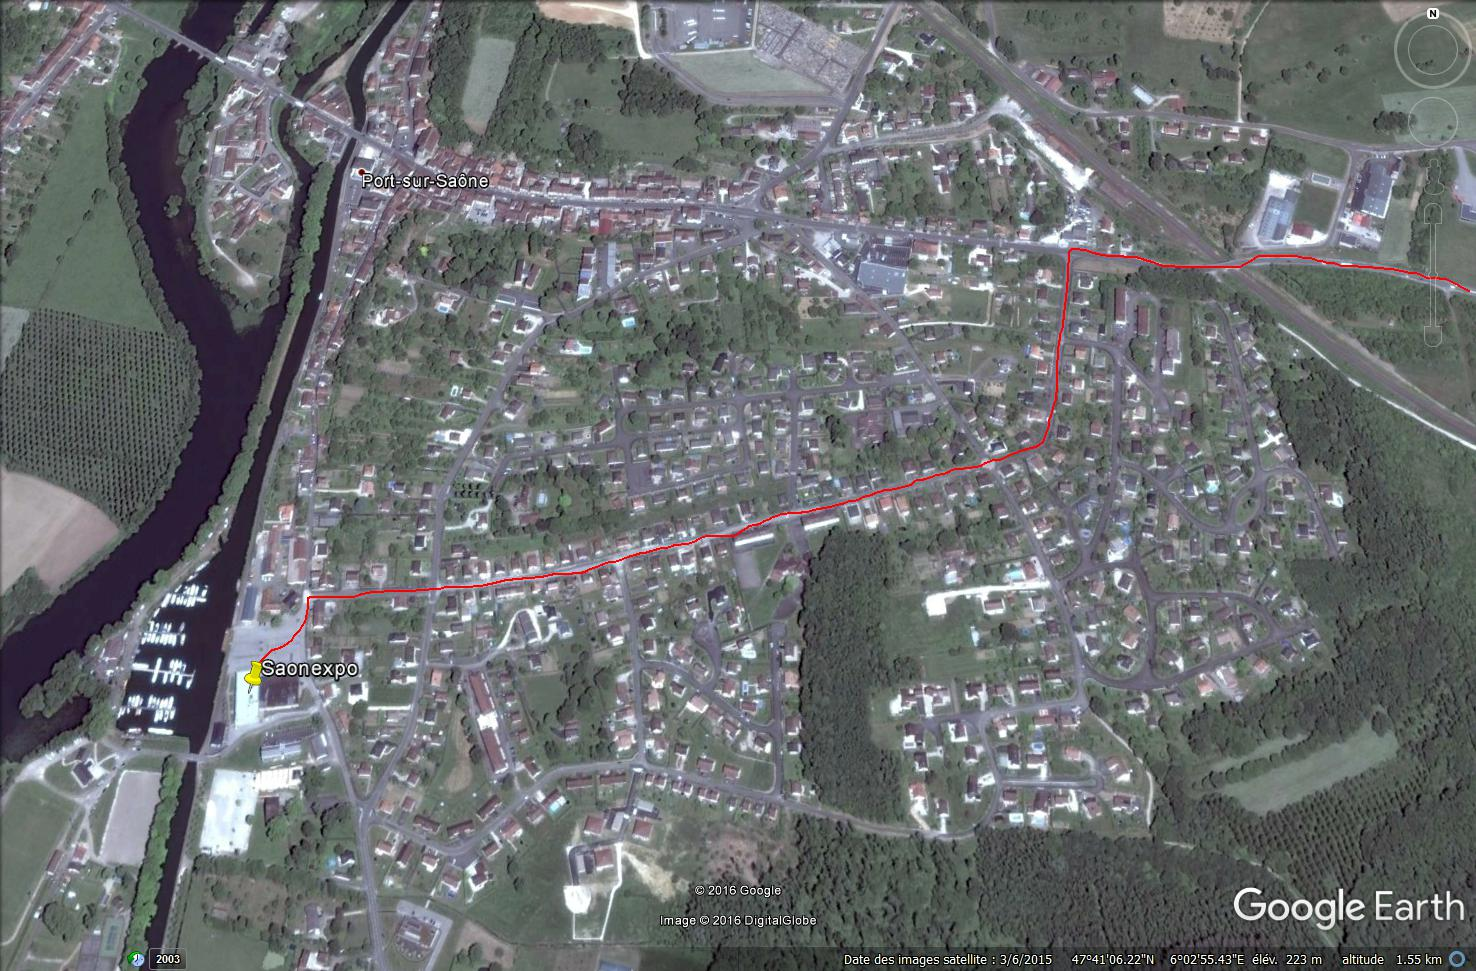 N
Port-sur-Saône
Saonexpo
© 2016 Google
Image © 2016 DigitalGlobe
Google Earth
2003
Date des images satellite : 3/6/2015 47°41'06.22"N 6°02'55.43"E élév. 223 m altitude 1.55 km